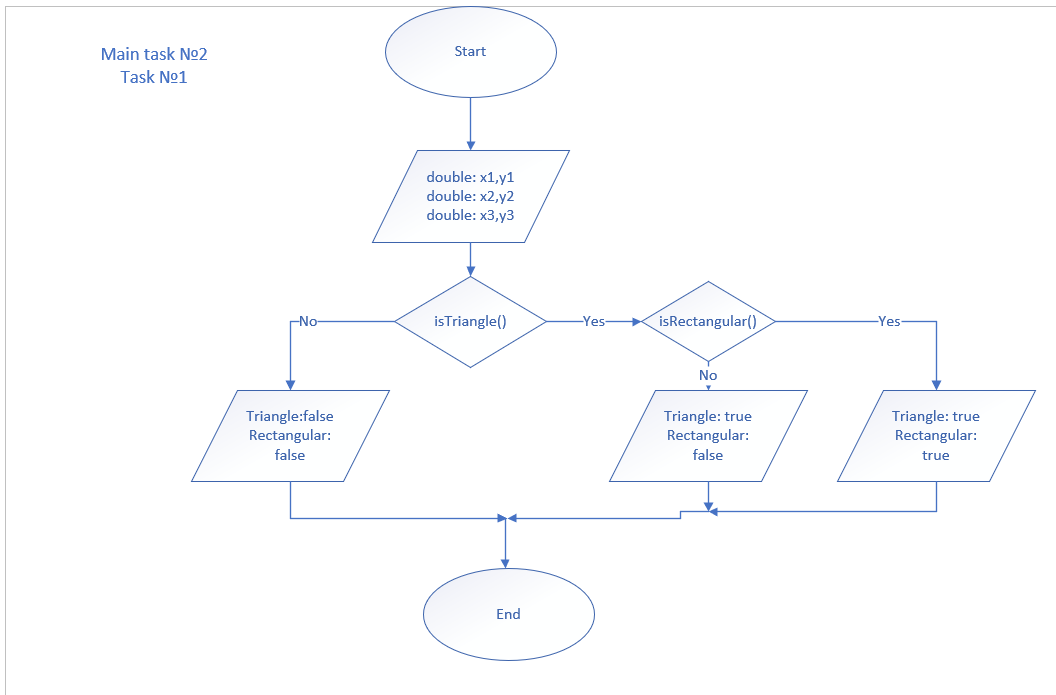 Main task №2
Task №1
Start
double: x1,y1
double: x2,y2
double: x3,y3
isTriangle()
No
Yes
isRectangular()
Yes
No
Triangle:false
Rectangular:
false
Triangle: true
Rectangular:
false
Triangle: true
Rectangular:
true
End